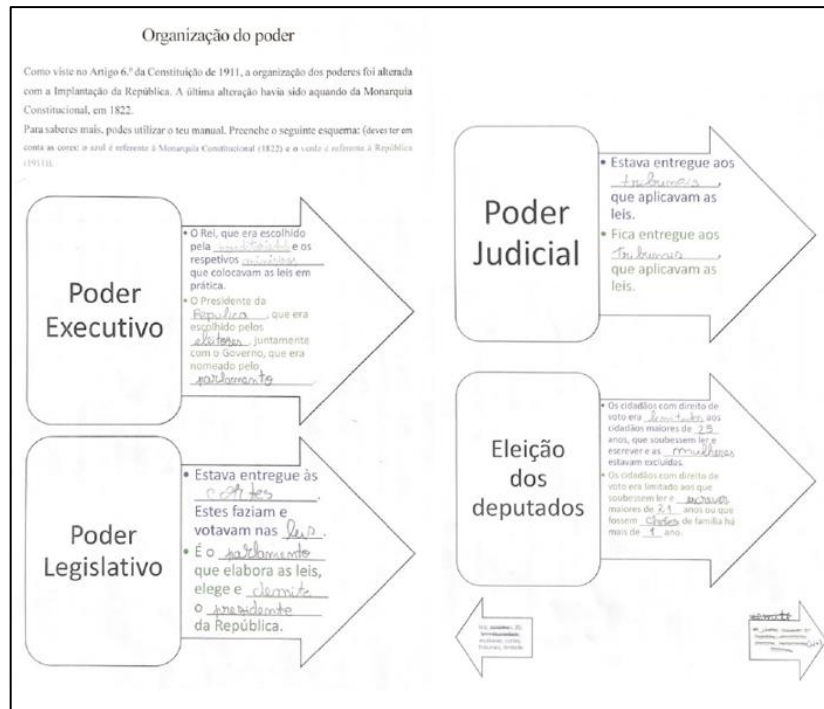 Organização do poder
Como viste no Artigo 6.º da Constituição de 1911, a organização dos poderes foi alterada
com a Implantação da República. A última alteração havia sido aquando da Monarquia
Constitucional, em 1822.
Para saberes mais, podes utilizar o teu manual. Preenche o seguinte esquema: (deves ter em
conta as cores: o azul é referente à Monarquia Constitucional (1822) e o verde é referente à República
(1911)).
Poder
Executivo
• O Rei, que era escolhido
pela e os
respetivos ministros
que colocavam as leis em
prática.
• O Presidente da
Républica, que era
escolhido pelos
eleitores, juntamente
com o Governo, que era
nomeado pelo
parlamento.
Poder
Legislativo
• Estava entregue às
cortes.
Estes faziam e
votavam nas leis.
• É o parlamento
que elabora as leis,
elege e demite
o presidente
da República.
Poder
Judicial
• Estava entregue aos
tribunais,
que aplicavam as
leis.
• Fica entregue aos
tribunais,
que aplicavam as
leis.
Eleição
dos
deputados
• Os cidadãos com direito de
voto era limitado aos
cidadãos maiores de 25
anos, que soubessem ler e
escrever e as mulheres
estavam excluídas.
• Os cidadãos com direito de
voto era limitado aos que
soubessem ler e escrever
maiores de 21 anos ou que
fossem chefes de família há
mais de 1 ano.